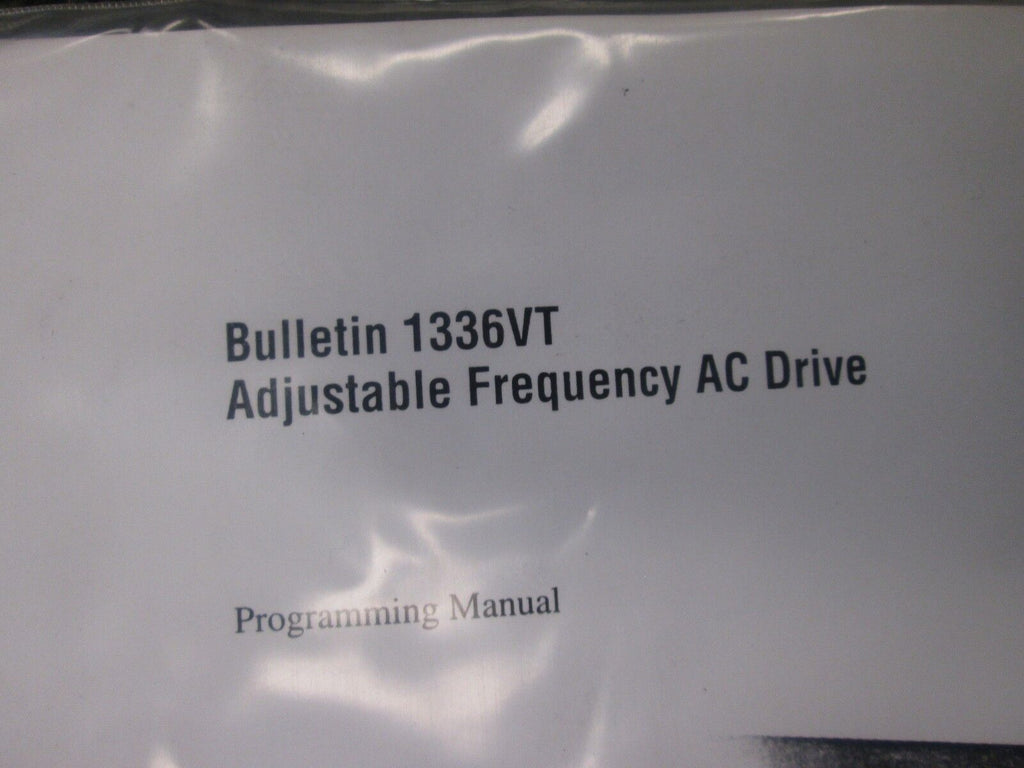 Bulletin 1336VT
Adjustable Frequency AC Drive
Programming Manual